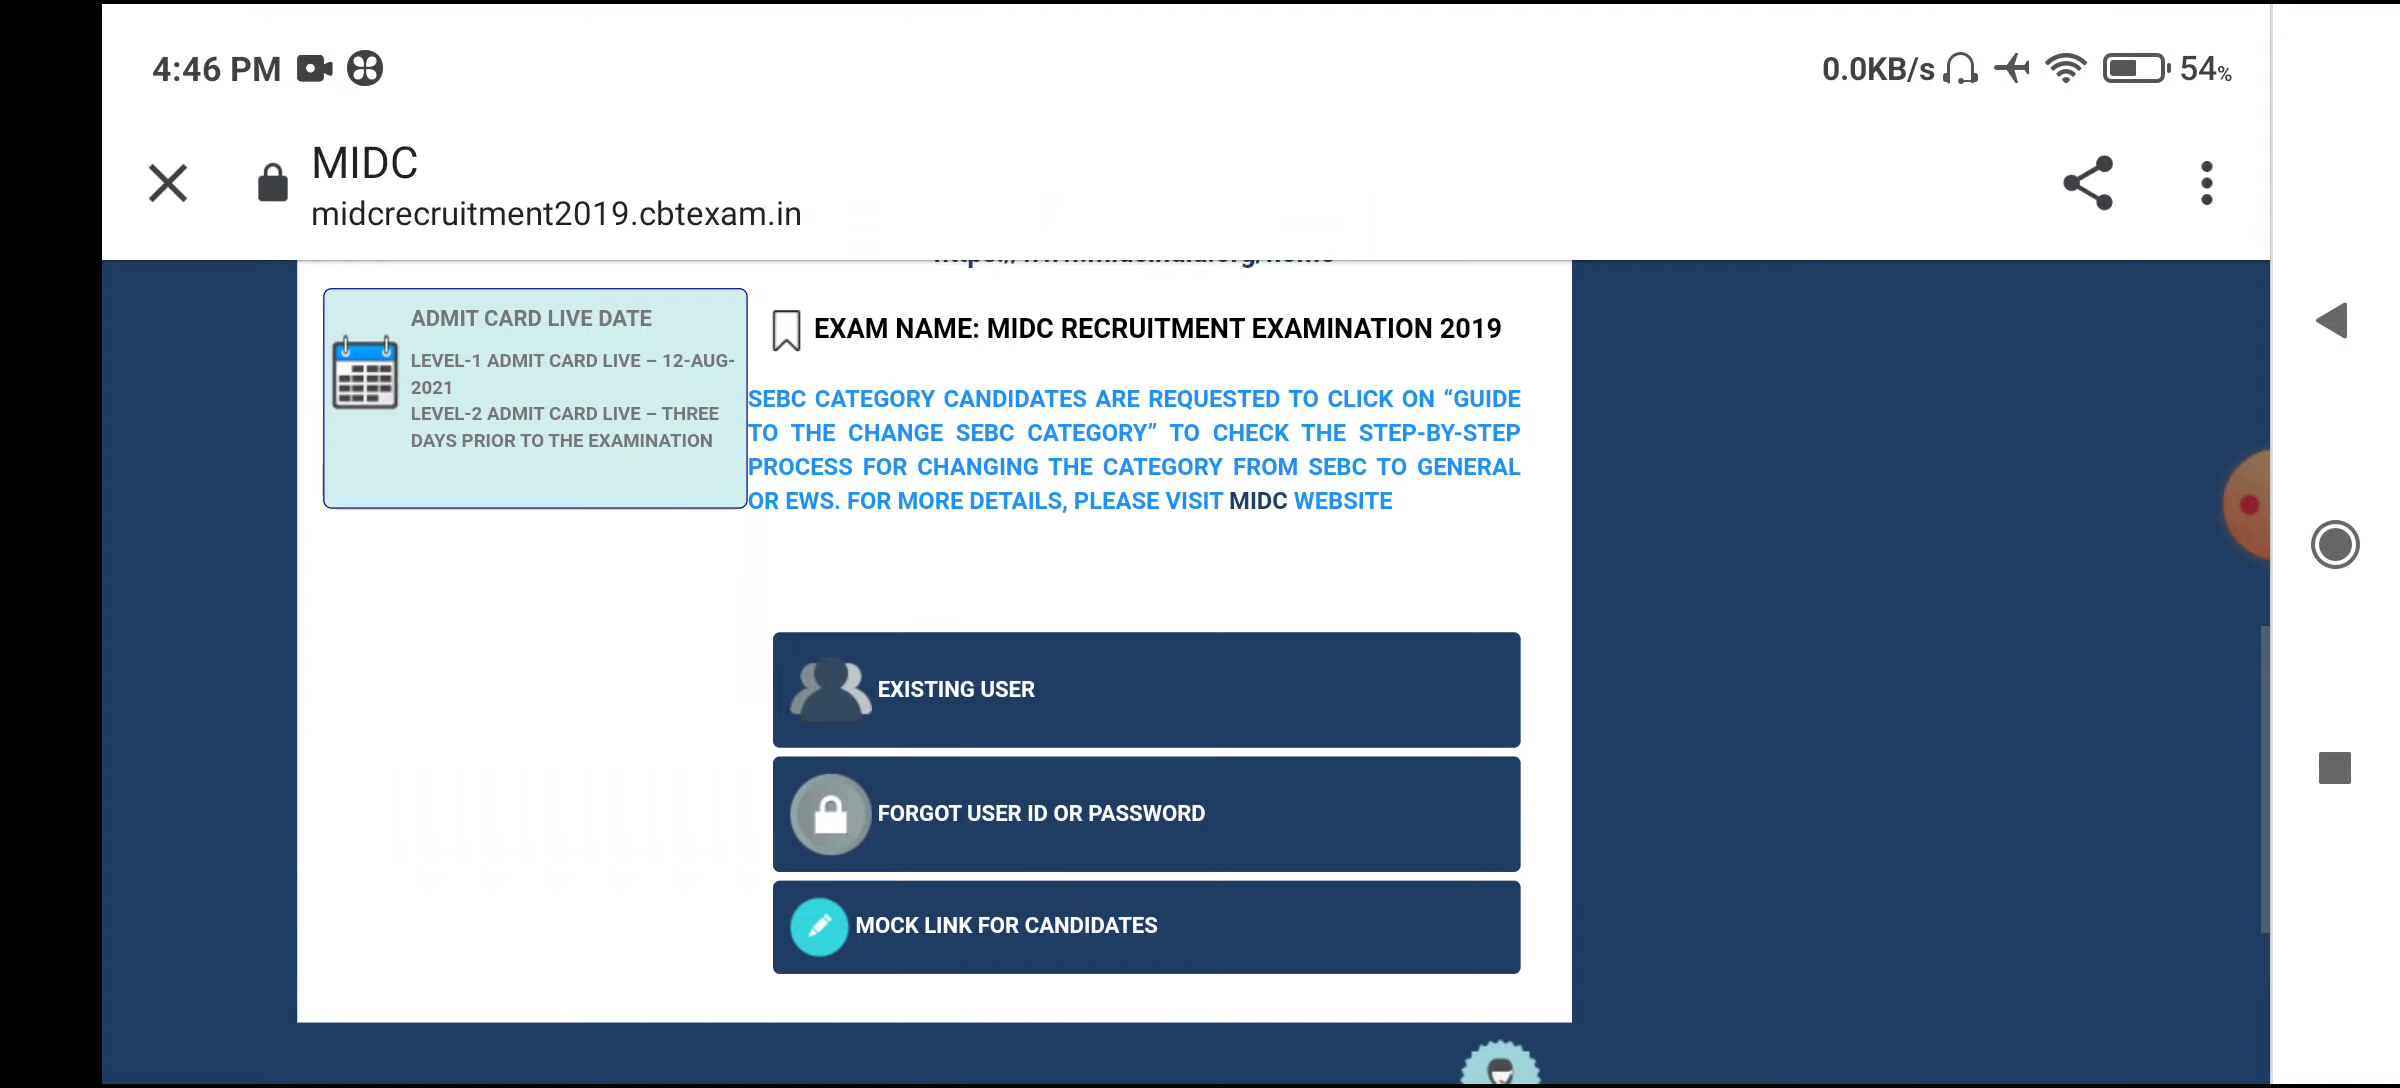 4:46 PM
0.0KB/s
54%
MIDC
midcrecruitment2019.cbtexam.in
ADMIT CARD LIVE DATE
LEVEL-1 ADMIT CARD LIVE – 12-AUG-
2021
LEVEL-2 ADMIT CARD LIVE – THREE
DAYS PRIOR TO THE EXAMINATION
EXAM NAME: MIDC RECRUITMENT EXAMINATION 2019
SEBC CATEGORY CANDIDATES ARE REQUESTED TO CLICK ON “GUIDE
TO THE CHANGE SEBC CATEGORY” TO CHECK THE STEP-BY-STEP
PROCESS FOR CHANGING THE CATEGORY FROM SEBC TO GENERAL
OR EWS. FOR MORE DETAILS, PLEASE VISIT MIDC WEBSITE
EXISTING USER
FORGOT USER ID OR PASSWORD
MOCK LINK FOR CANDIDATES